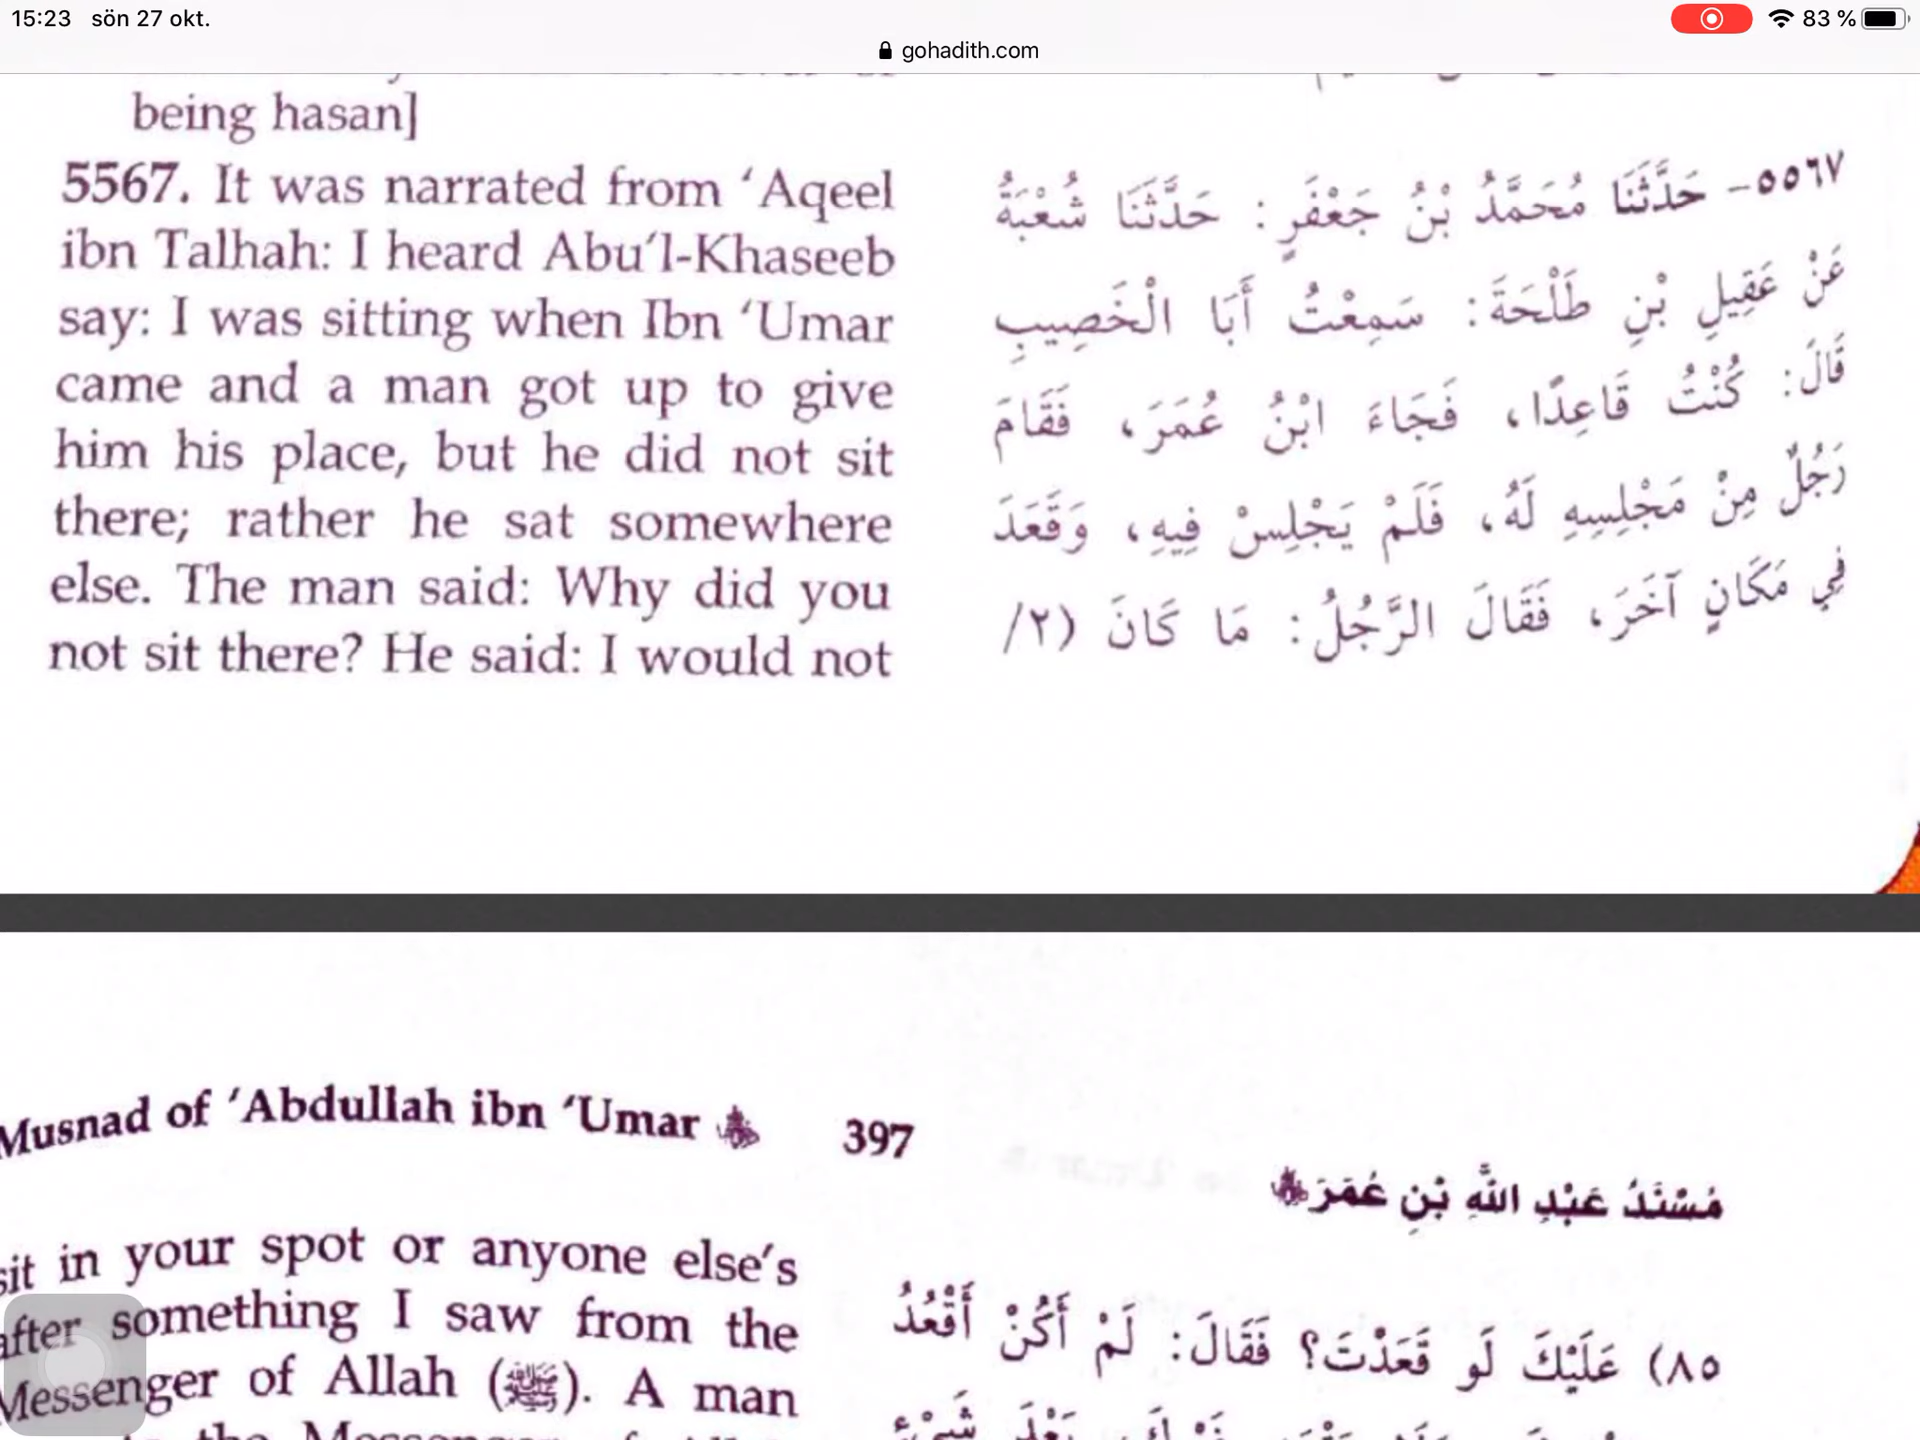 15:23 sön 27 okt.
83 %
gohadith.com
being hasan]
5567. It was narrated from ‘Aqeel
ibn Talhah: I heard Abu’l-Khaseeb
say: I was sitting when Ibn ‘Umar
came and a man got up to give
him his place, but he did not sit
there; rather he sat somewhere
else. The man said: Why did you
not sit there? He said: I would not
٥٥٦٧- حَدَّثَنَا مُحَمَّدُ بْنُ جَعْفَرٍ: حَدَّثَنَا شُعْبَةُ
عَنْ عَقِيلِ بْنِ طَلْحَةَ: سَمِعْتُ أَبَا الْخَصِيبِ
قَالَ: كُنْتُ قَاعِدًا، فَجَاءَ ابْنُ عُمَرَ، فَقَامَ
رَجُلٌ مِنْ مَجْلِسِهِ لَهُ، فَلَمْ يَجْلِسْ فِيهِ، وَقَعَدَ
فِي مَكَانٍ آخَرَ، فَقَالَ الرَّجُلُ: مَا كَانَ (٢/
Musnad of ‘Abdullah ibn ‘Umar
397
مُسْنَدُ عَبْدِ اللَّهِ بْنِ عُمَرَ
sit in your spot or anyone else’s
after something I saw from the
Messenger of Allah (ﷺ). A man
٨٥) عَلَيْكَ لَو قَعَدْتَ؟ فَقَالَ: لَمْ أَكُنْ أَقْعُدُ